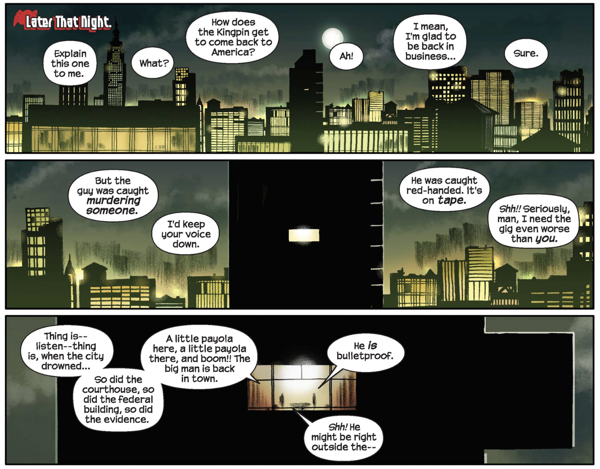 Later That Night.
Explain
this one
to me.
What?
How does
the Kingpin get
to come back to
America?
Ah!
I mean,
I'm glad to
be back in
business...
Sure.
But the
guy was caught
murdering
someone.
I'd keep
your voice
down.
He was caught
red-handed. It's
on tape.
Shh!! Seriously,
man, I need the
gig even worse
than you.
Thing is--
listen--thing
is, when the city
drowned...
So did the
courthouse, so
did the federal
building, so did
the evidence.
A little payola
here, a little payola
there, and boom!! The
big man is back
in town.
He is
bulletproof.
Shh! He
might be right
outside the--